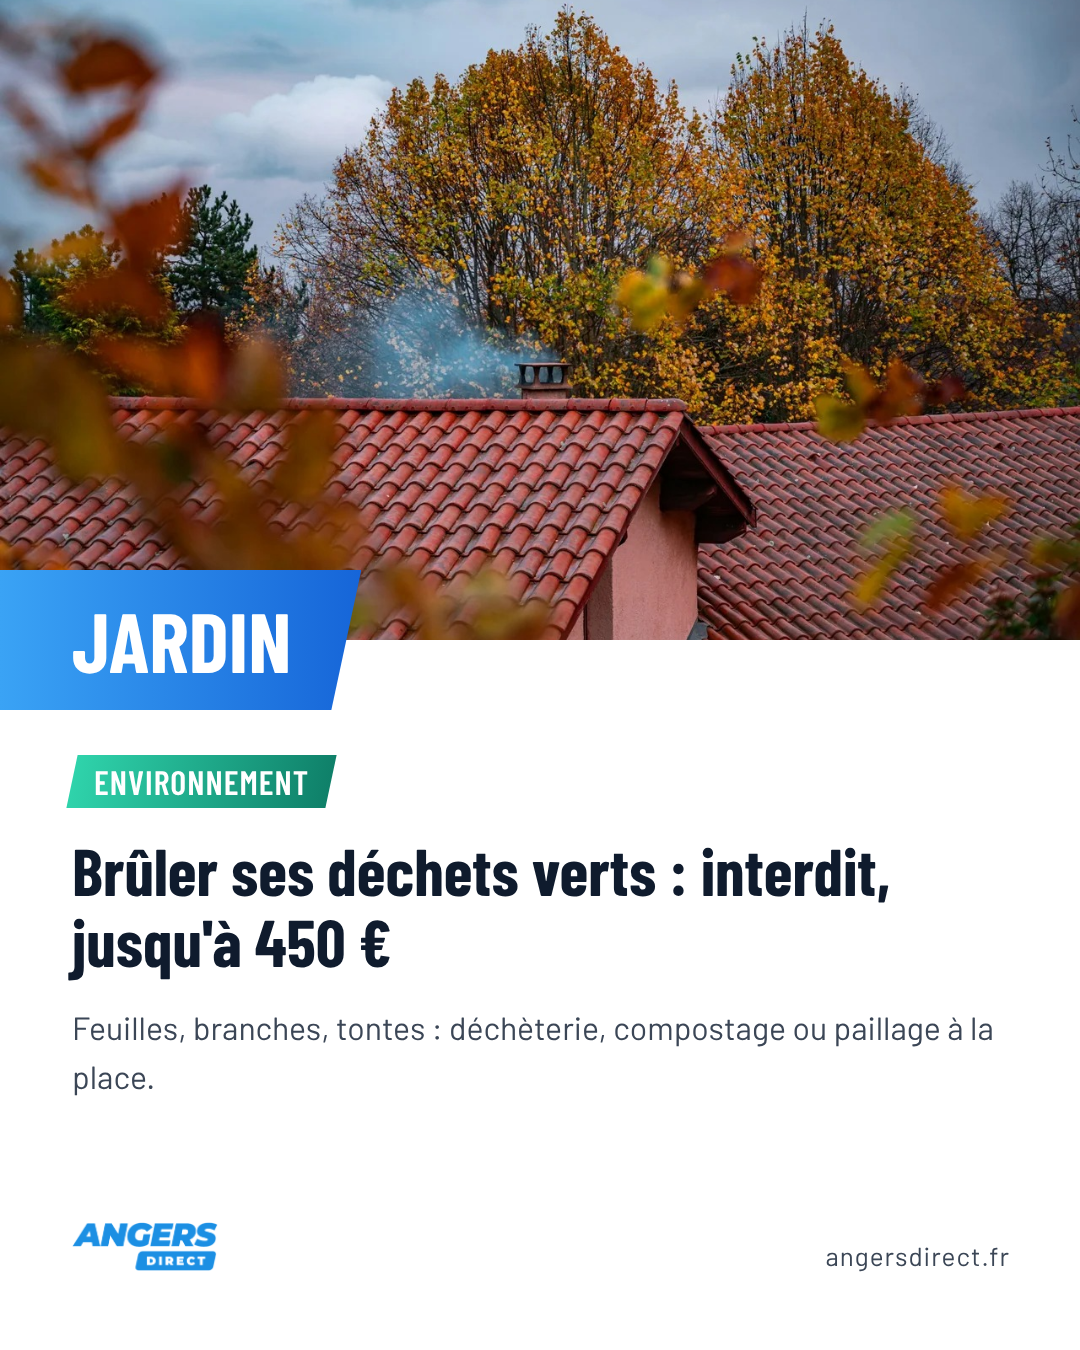 JARDIN
ENVIRONNEMENT
Brûler ses déchets verts : interdit,
jusqu'à 450 €
Feuilles, branches, tontes : déchèterie, compostage ou paillage à la
place.
ANGERS
DIRECT
angersdirect.fr